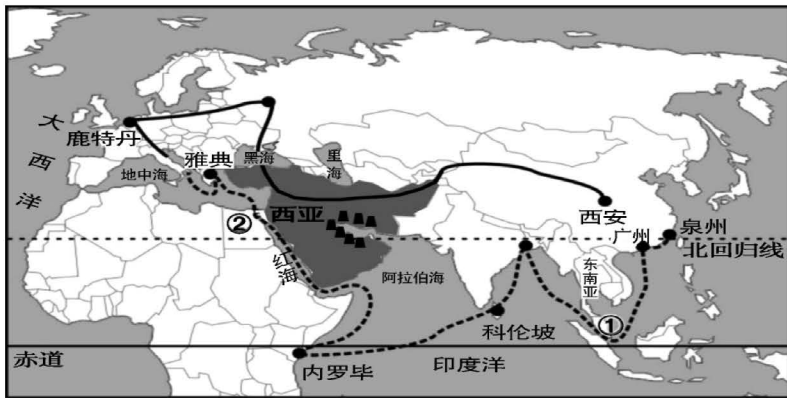 大
西
洋
鹿特丹
雅典
黑海
里
海
地中海
②
西亚
西安
广州
泉州
北回归线
红海
阿拉伯海
东
南
亚
科伦坡
①
赤道
内罗毕
印度洋